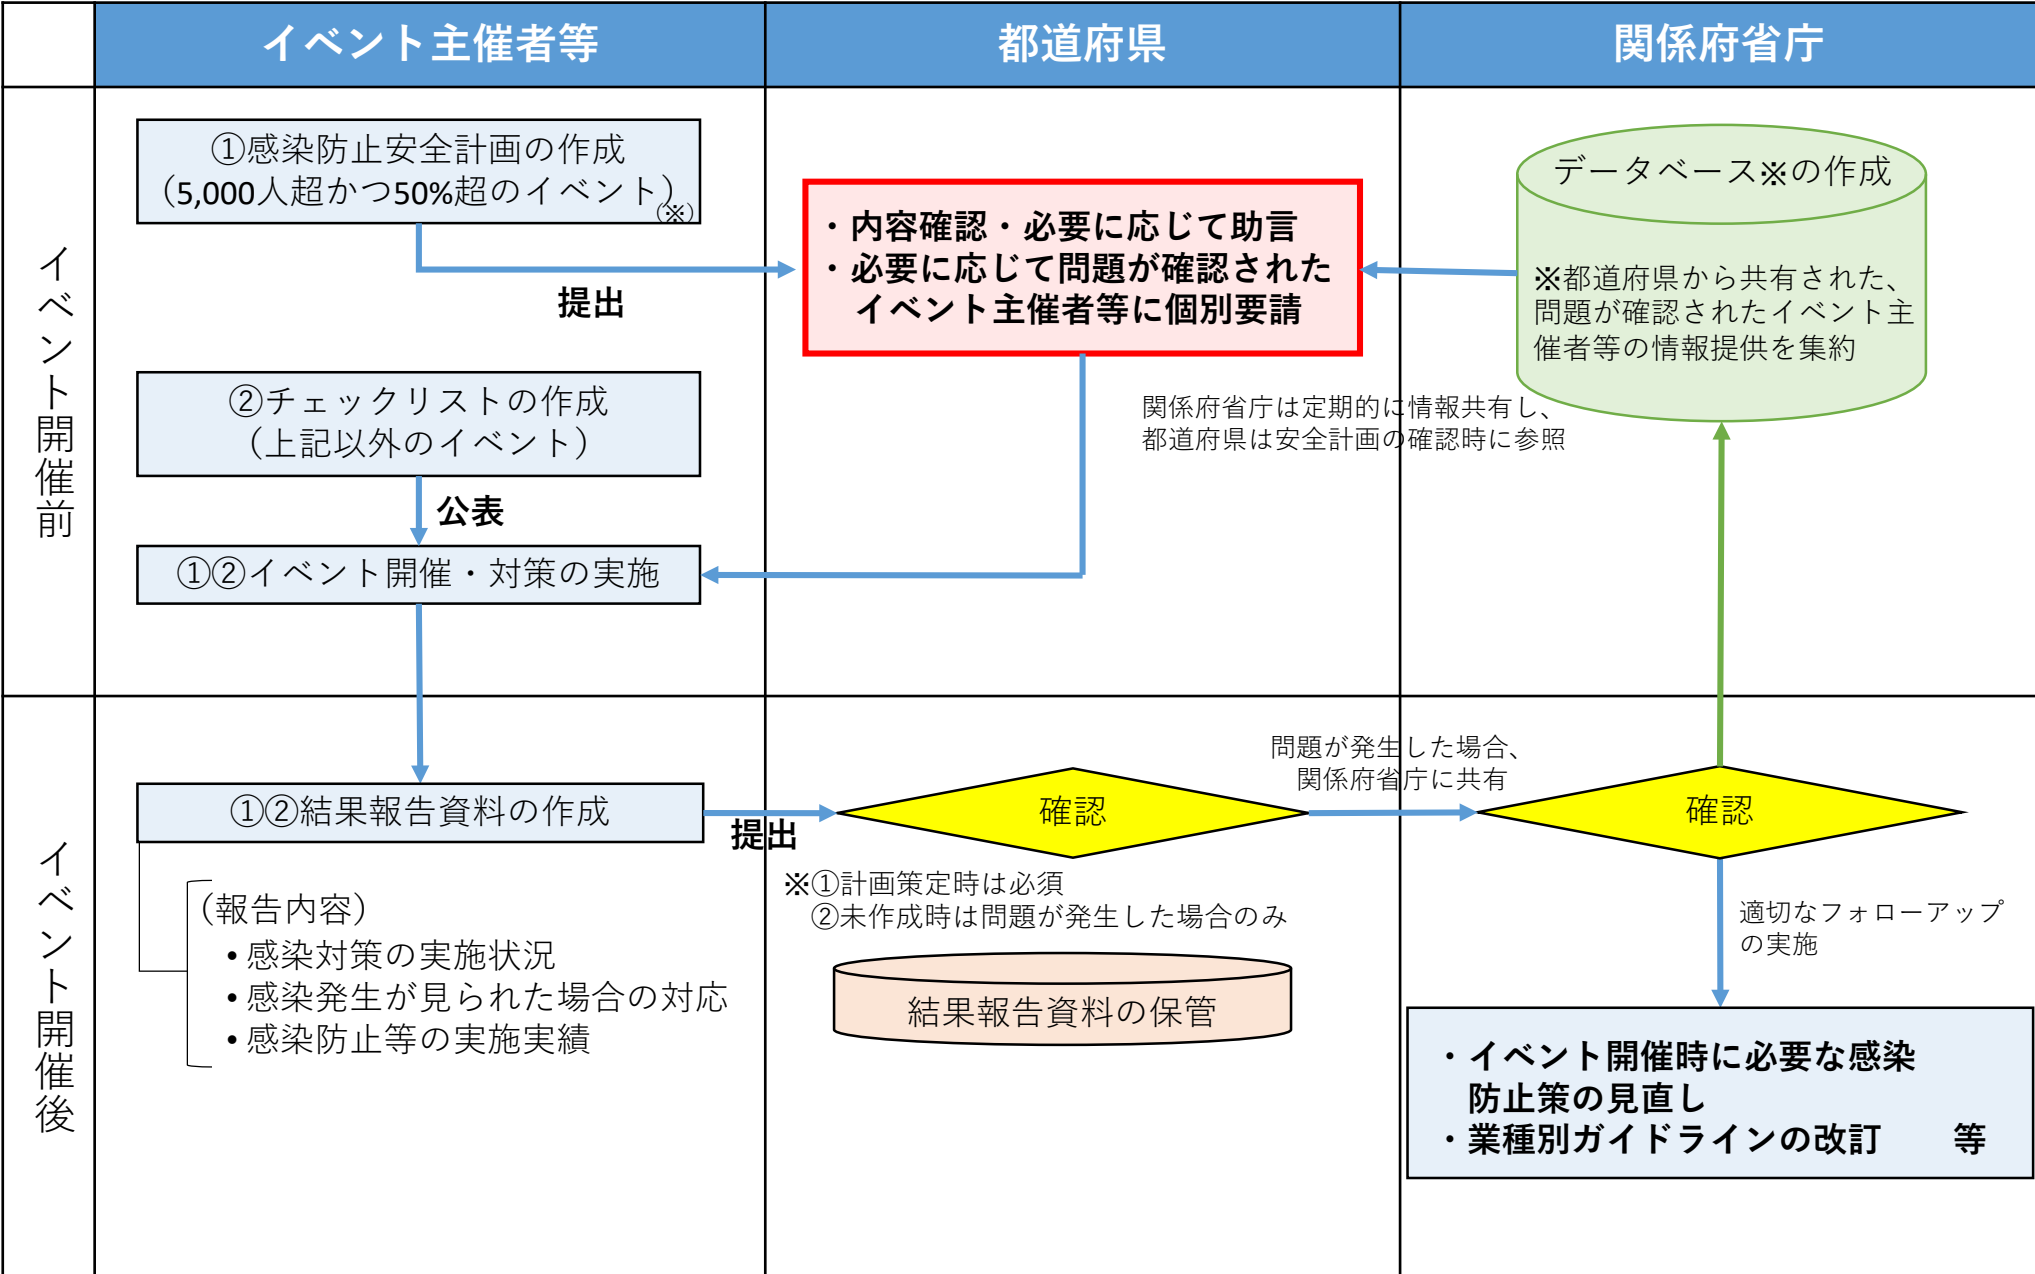 イベント主催者等
都道府県
関係府省庁
イベント開催前
①感染防止安全計画の作成
（5,000人超かつ50%超のイベント）
（※）
提出
②チェックリストの作成
（上記以外のイベント）
公表
①②イベント開催・対策の実施
・内容確認・必要に応じて助言
・必要に応じて問題が確認された
イベント主催者等に個別要請
データベース※の作成
※都道府県から共有された、
問題が確認されたイベント主
催者等の情報提供を集約
関係府省庁は定期的に情報共有し、
都道府県は安全計画の確認時に参照
イベント開催後
①②結果報告資料の作成
提出
（報告内容）
• 感染対策の実施状況
• 感染発生が見られた場合の対応
• 感染防止等の実施実績
確認
※①計画策定時は必須
②未作成時は問題が発生した場合のみ
結果報告資料の保管
問題が発生した場合、
関係府省庁に共有
確認
適切なフォローアップ
の実施
・イベント開催時に必要な感染
防止策の見直し
・業種別ガイドラインの改訂　　等